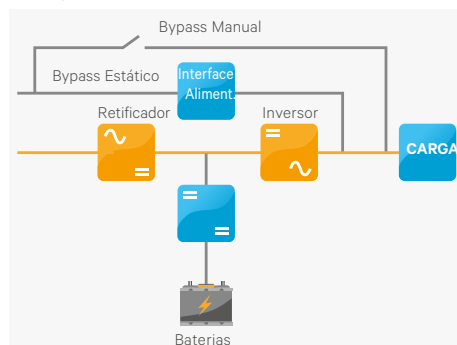 Bypass Manual
Bypass Estático
Interface
Aliment.
Retificador
Inversor
CARGA
Baterias